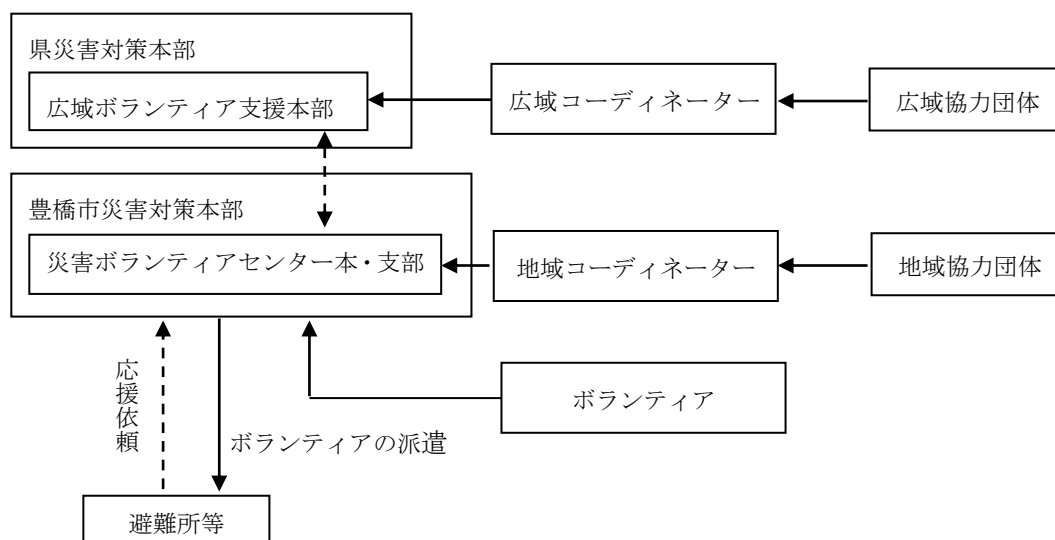 県災害対策本部
広域ボランティア支援本部
広域コーディネーター
広域協力団体
豊橋市災害対策本部
災害ボランティアセンター本・支部
地域コーディネーター
地域協力団体
応援依頼
ボランティアの派遣
ボランティア
避難所等